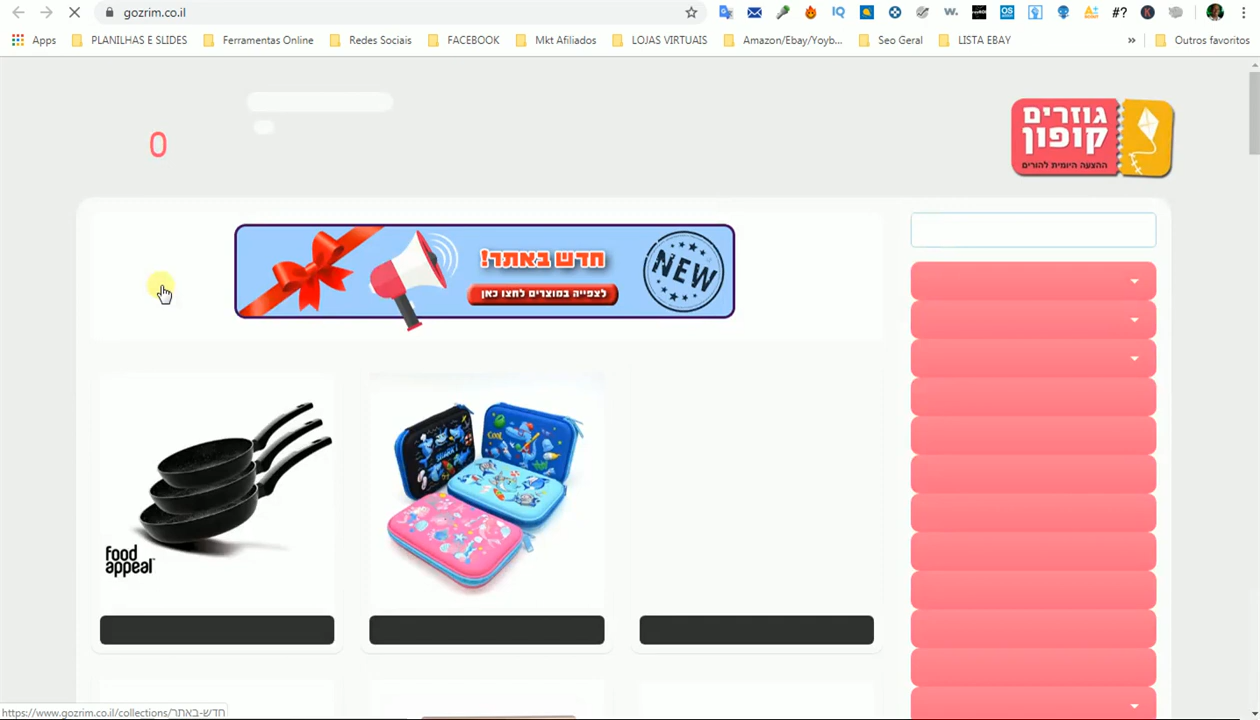 gozrim.co.il
Apps
PLANILHAS E SLIDES
Ferramentas Online
Redes Sociais
FACEBOOK
Mkt Afiliados
LOJAS VIRTUAIS
Amazon/Ebay/Yoyb...
Seo Geral
LISTA EBAY
»
Outros favoritos
0
גוזרים
קופון
ההצעה היומית להורים
חדש באתר!
לצפייה במוצרים לחצו כאן
NEW
food
appeal
https://www.gozrim.co.il/collections/חדש-באתר